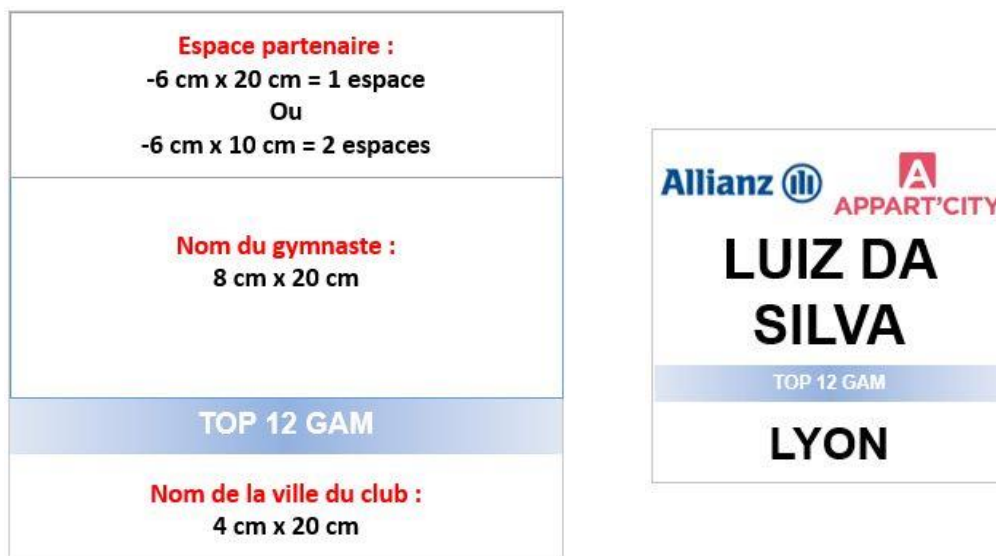 Espace partenaire :
-6 cm x 20 cm = 1 espace
Ou
-6 cm x 10 cm = 2 espaces
Nom du gymnaste :
8 cm x 20 cm
TOP 12 GAM
Nom de la ville du club :
4 cm x 20 cm
Allianz
A
APPART'CITY
LUIZ DA
SILVA
TOP 12 GAM
LYON